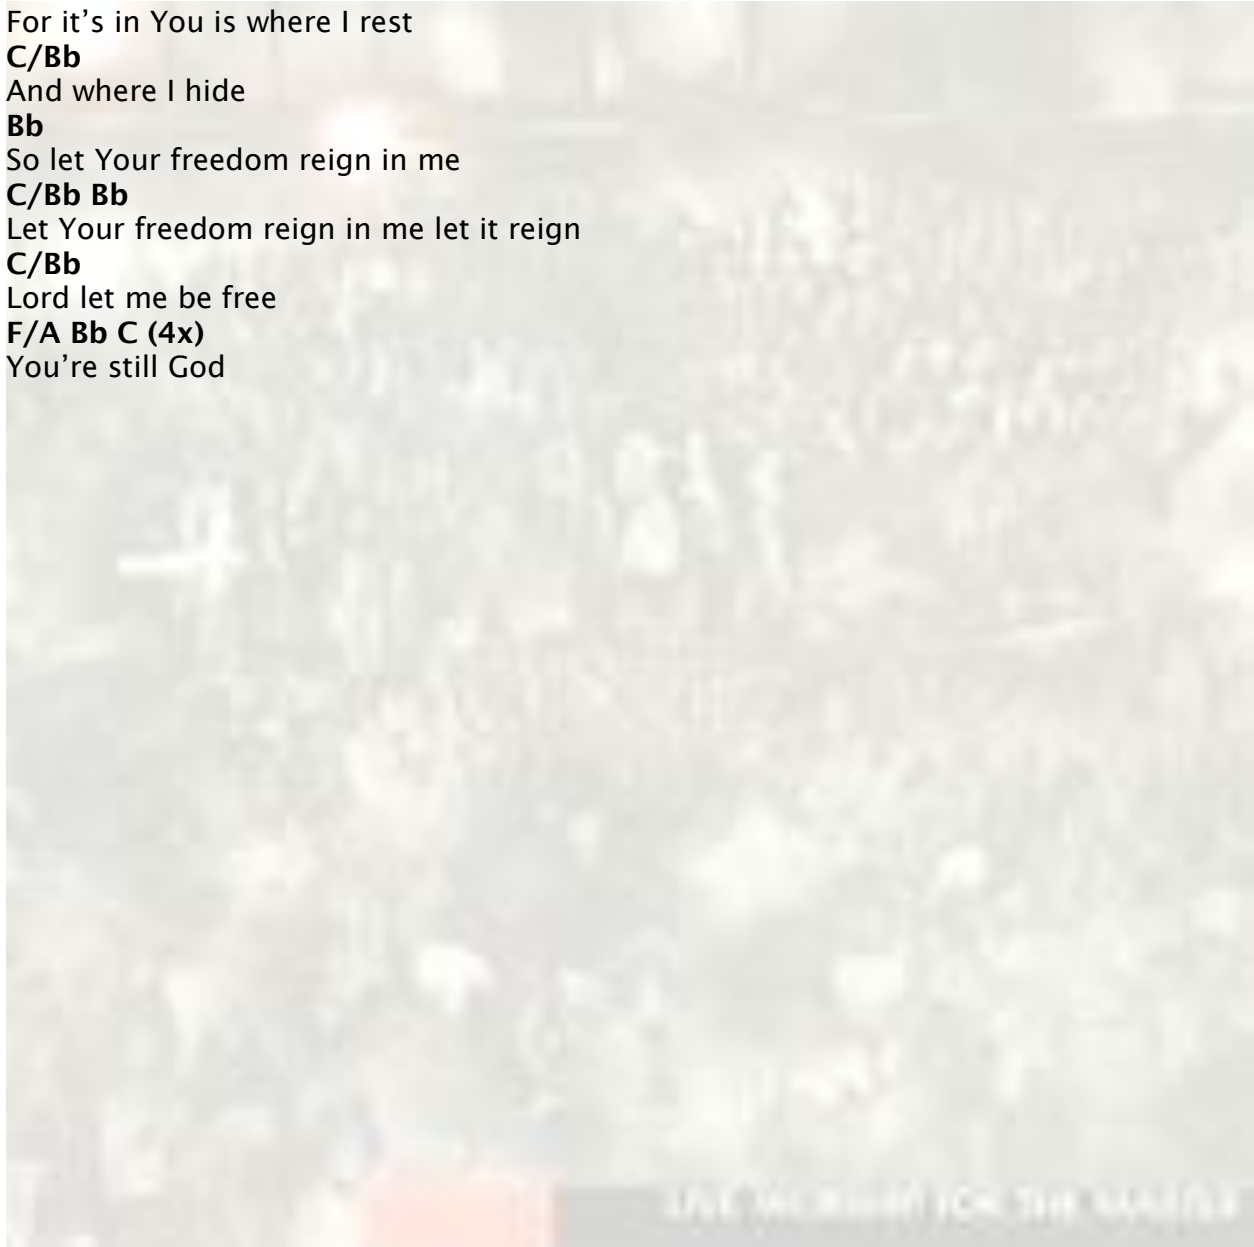 For it's in You is where I rest
C/Bb
And where I hide
Bb
So let Your freedom reign in me
C/Bb Bb
Let Your freedom reign in me let it reign
C/Bb
Lord let me be free
F/A Bb C (4x)
You're still God
FOR THE